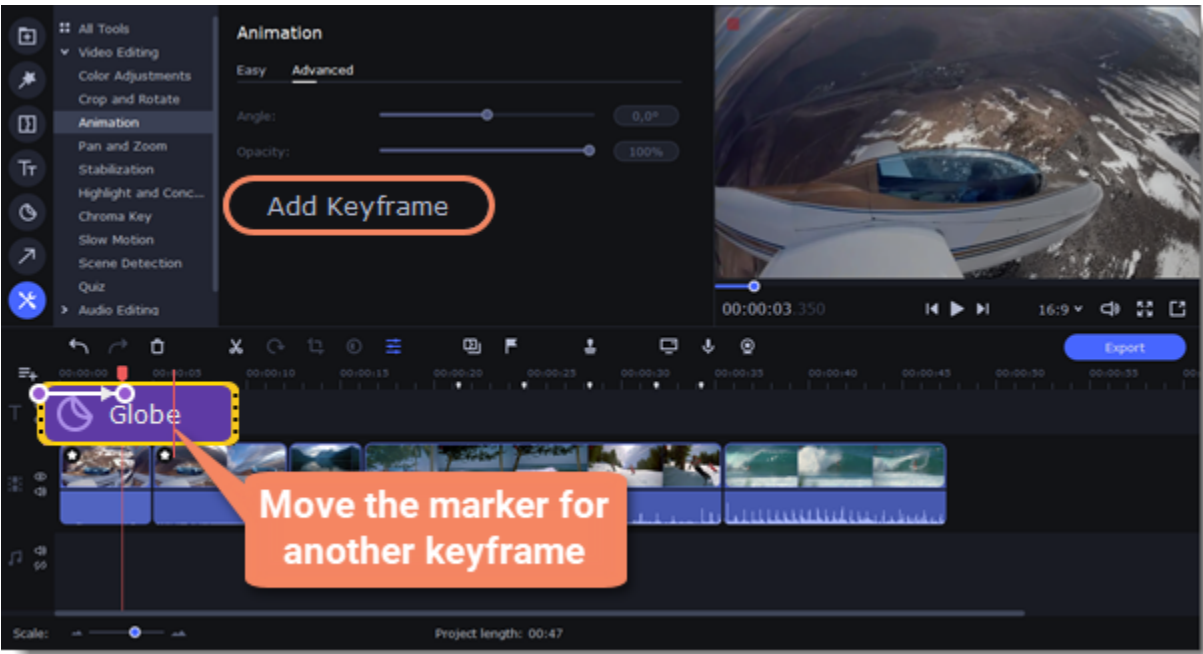 All Tools
Video Editing
Color Adjustments
Crop and Rotate
Animation
Pan and Zoom
Stabilization
Highlight and Conc...
Chroma Key
Slow Motion
Scene Detection
Quiz
Audio Editing
Animation
Easy Advanced
Angle: 0,0°
Opacity: 100%
Add Keyframe
00:00:03.350
16:9
Export
00:00:00 00:00:05 00:00:10 00:00:15 00:00:20 00:00:25 00:00:30 00:00:35 00:00:40 00:00:45 00:00:50 00:00:55
Globe
Move the marker for
another keyframe
Scale:
Project length: 00:47